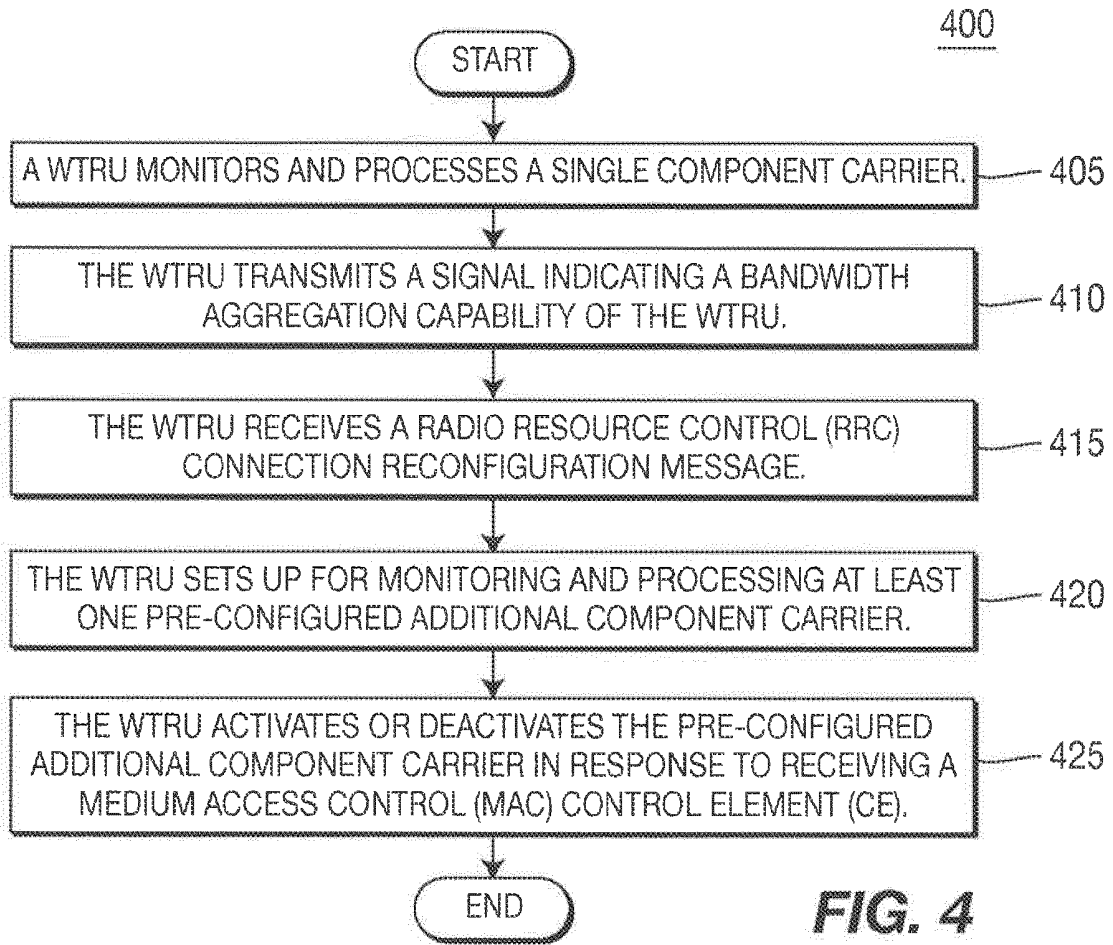 400
START
A WTRU MONITORS AND PROCESSES A SINGLE COMPONENT CARRIER.
405
THE WTRU TRANSMITS A SIGNAL INDICATING A BANDWIDTH
AGGREGATION CAPABILITY OF THE WTRU.
410
THE WTRU RECEIVES A RADIO RESOURCE CONTROL (RRC)
CONNECTION RECONFIGURATION MESSAGE.
415
THE WTRU SETS UP FOR MONITORING AND PROCESSING AT LEAST
ONE PRE-CONFIGURED ADDITIONAL COMPONENT CARRIER.
420
THE WTRU ACTIVATES OR DEACTIVATES THE PRE-CONFIGURED
ADDITIONAL COMPONENT CARRIER IN RESPONSE TO RECEIVING A
MEDIUM ACCESS CONTROL (MAC) CONTROL ELEMENT (CE).
425
END
FIG. 4